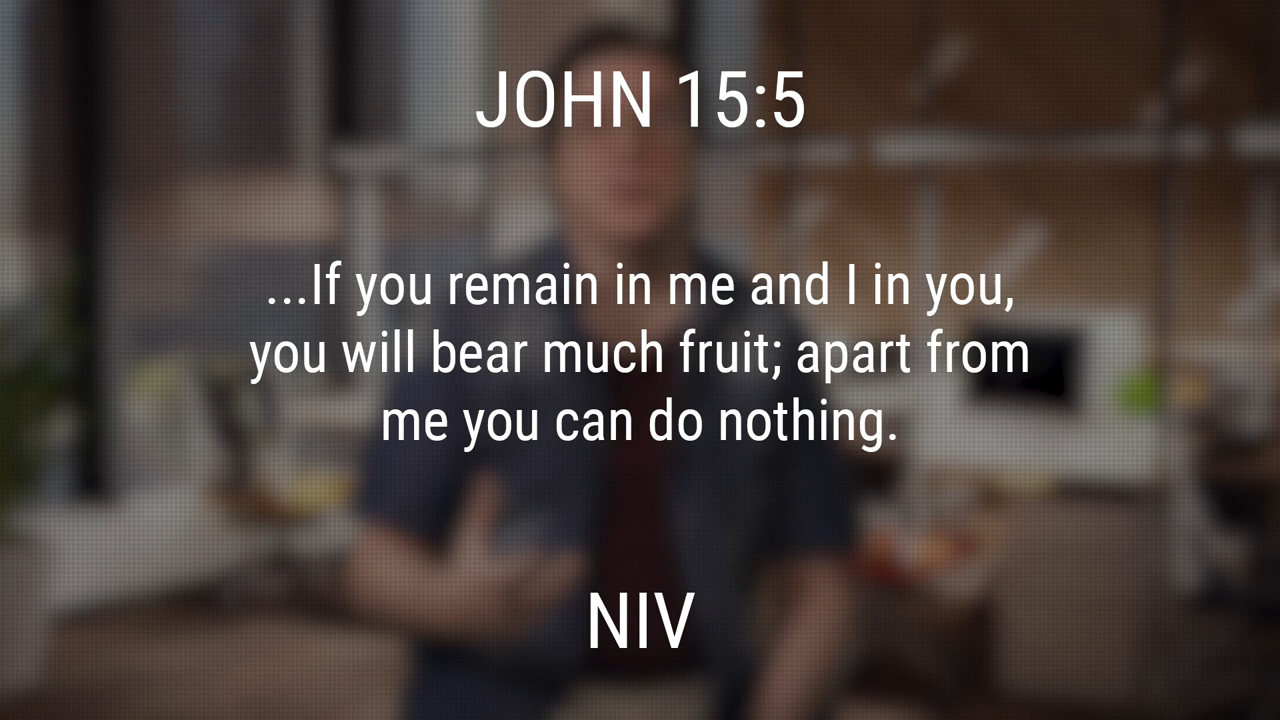 JOHN 15:5
...If you remain in me and I in you,
you will bear much fruit; apart from
me you can do nothing.
NIV